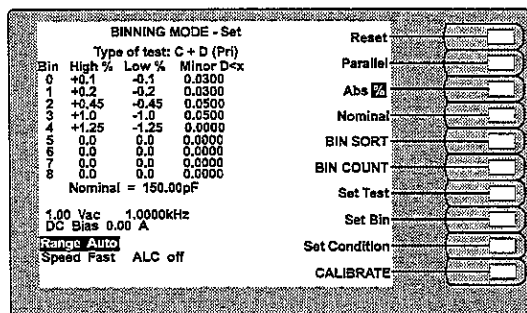 BINNING MODE - Set
Type of test: C + D (Pri)
Bin High % Low % Minor D<x
0 +0.1 -0.1 0.0300
1 +0.2 -0.2 0.0300
2 +0.45 -0.45 0.0500
3 +1.0 -1.0 0.0500
4 +1.25 -1.25 0.0000
5 0.0 0.0 0.0000
6 0.0 0.0 0.0000
7 0.0 0.0 0.0000
8 0.0 0.0 0.0000
Nominal = 150.00pF
1.00 Vac 1.0000kHz
DC Bias 0.00 A
Range Auto
Speed Fast ALC off
Reset
Parallel
Abs %
Nominal
BIN SORT
BIN COUNT
Set Test
Set Bin
Set Condition
CALIBRATE